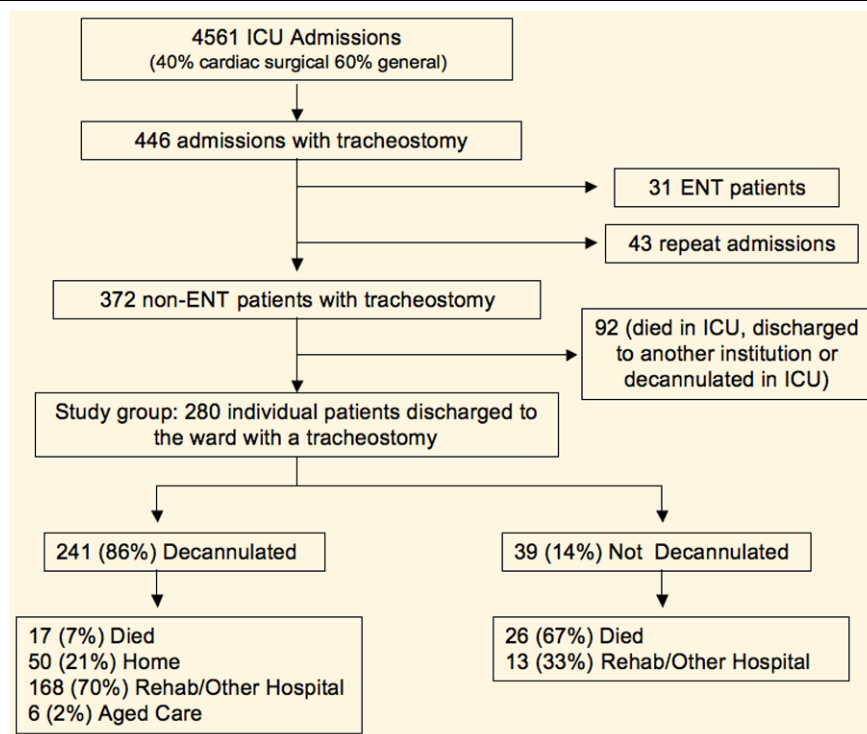 4561 ICU Admissions
(40% cardiac surgical 60% general)
446 admissions with tracheostomy
31 ENT patients
43 repeat admissions
372 non-ENT patients with tracheostomy
92 (died in ICU, discharged
to another institution or
decannulated in ICU)
Study group: 280 individual patients discharged to
the ward with a tracheostomy
241 (86%) Decannulated
39 (14%) Not Decannulated
17 (7%) Died
50 (21%) Home
168 (70%) Rehab/Other Hospital
6 (2%) Aged Care
26 (67%) Died
13 (33%) Rehab/Other Hospital